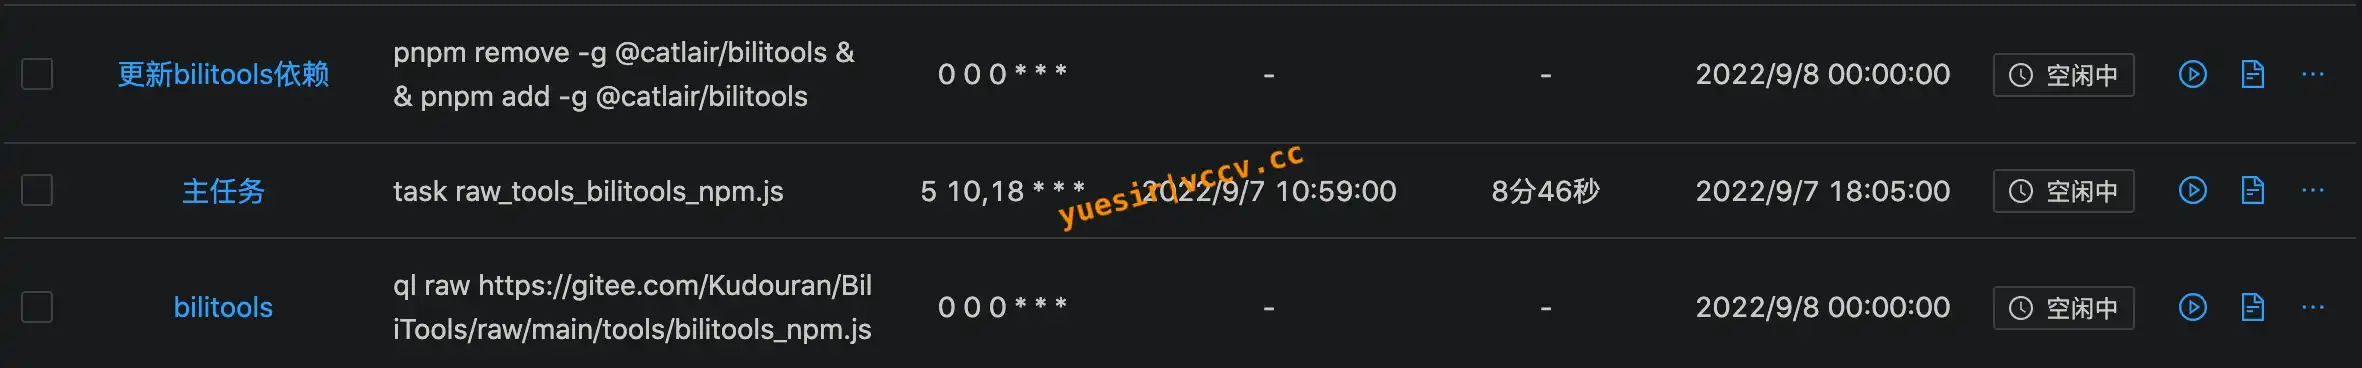 更新bilitools依赖
pnpm remove -g @catlair/bilitools &
& pnpm add -g @catlair/bilitools
0 0 0 * * *
-
-
2022/9/8 00:00:00
空闲中
主任务
task raw_tools_bilitools_npm.js
5 10,18 * * *
2022/9/7 10:59:00
8分46秒
2022/9/7 18:05:00
空闲中
yuesir|vccv.cc
bilitools
ql raw https://gitee.com/Kudouran/Bil
iTools/raw/main/tools/bilitools_npm.js
0 0 0 * * *
-
-
2022/9/8 00:00:00
空闲中